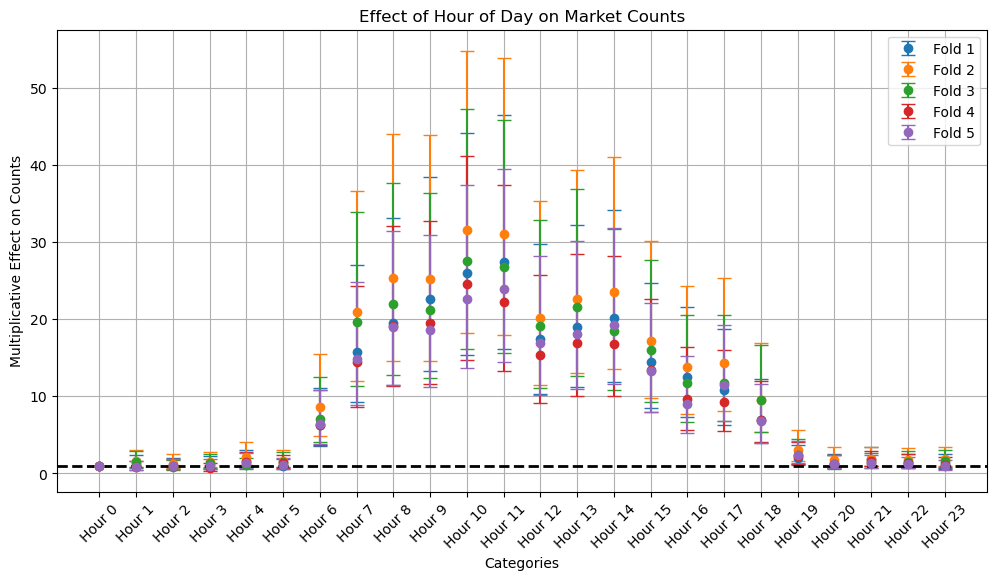 Effect of Hour of Day on Market Counts
Multiplicative Effect on Counts
50
40
30
20
10
0
Fold 1
Fold 2
Fold 3
Fold 4
Fold 5
Hour 0
Hour 1
Hour 2
Hour 3
Hour 4
Hour 5
Hour 6
Hour 7
Hour 8
Hour 9
Hour 10
Hour 11
Hour 12
Hour 13
Hour 14
Hour 15
Hour 16
Hour 17
Hour 18
Hour 19
Hour 20
Hour 21
Hour 22
Hour 23
Categories